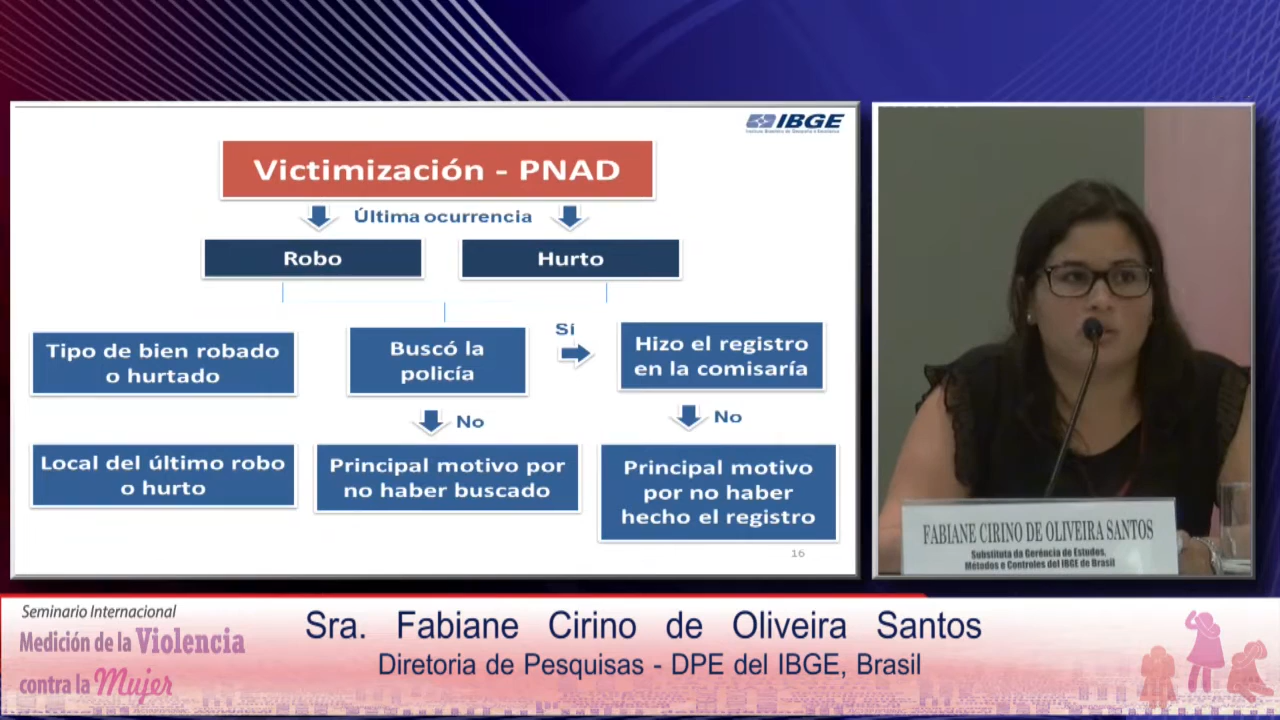 IBGE
Victimización - PNAD
Última ocurrencia
Robo
Hurto
Tipo de bien robado
o hurtado
Buscó la
policía
Sí
Hizo el registro
en la comisaría
No
No
Local del último robo
o hurto
Principal motivo por
no haber buscado
Principal motivo
por no haber
hecho el registro
16
FABIANE CIRINO DE OLIVEIRA SANTOS
Substituta da Gerência de Estudos,
Métodos e Controles del IBGE de Brasil
Seminario Internacional
Medición de la Violencia
contra la Mujer
Sra. Fabiane Cirino de Oliveira Santos
Diretoria de Pesquisas - DPE del IBGE, Brasil